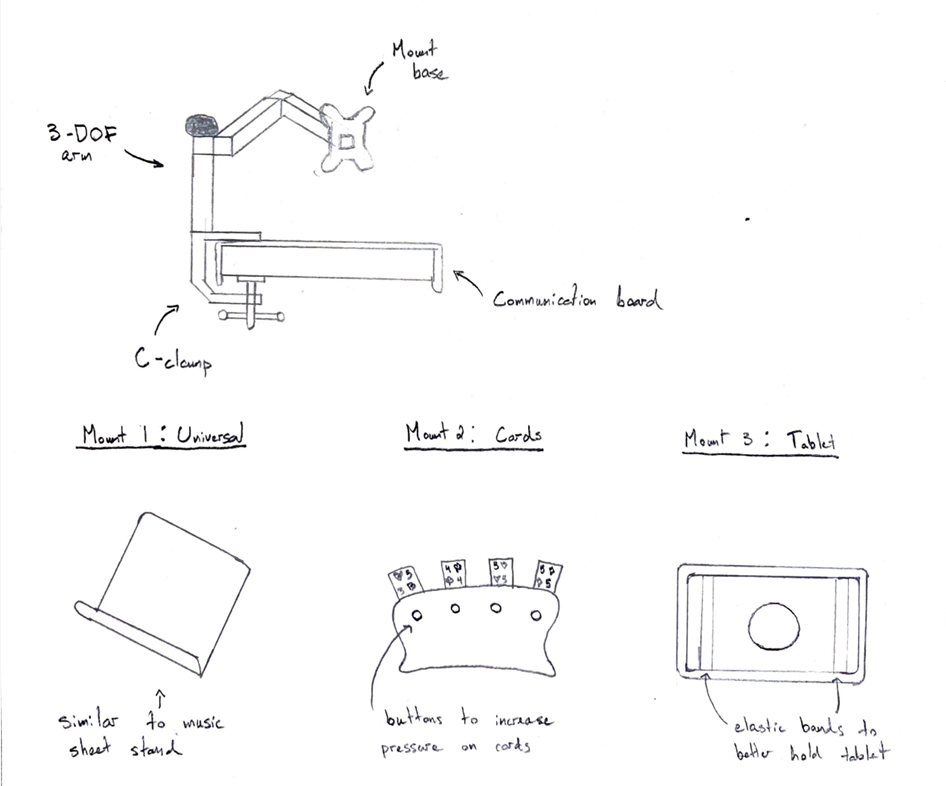 Mount
base
3-DOF
arm
Communication board
C-clamp
Mount 1: Universal
Mount 2: Cards
Mount 3: Tablet
similar to music
sheet stand
buttons to increase
pressure on cards
elastic bands to
better hold tablet